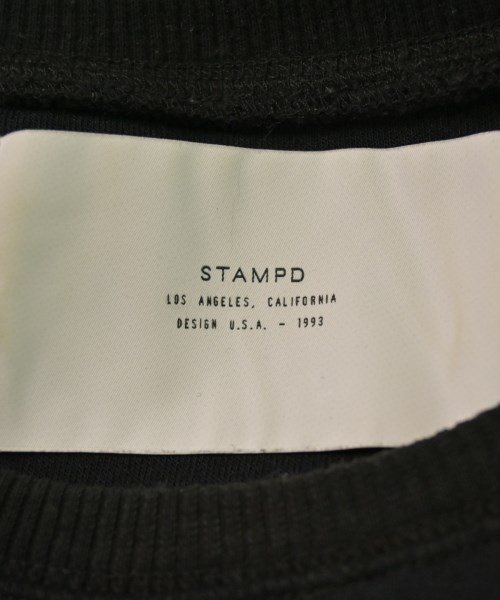 STAMPD
LOS ANGELES, CALIFORNIA
DESIGN U.S.A. - 1993